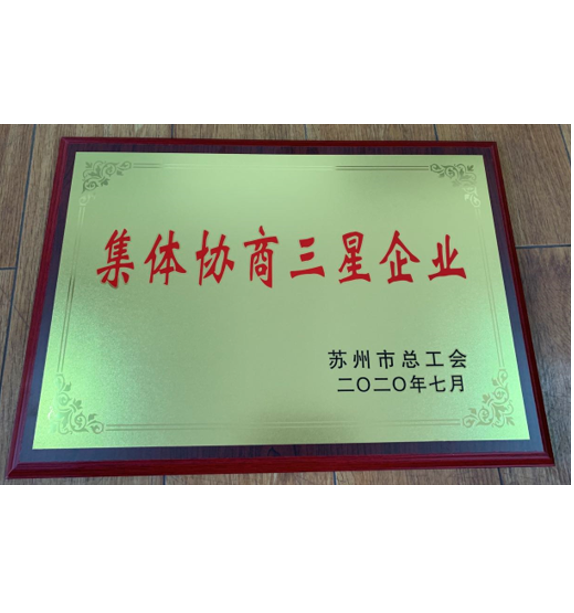 集体协商三星企业
苏州市总工会
二〇二〇年七月